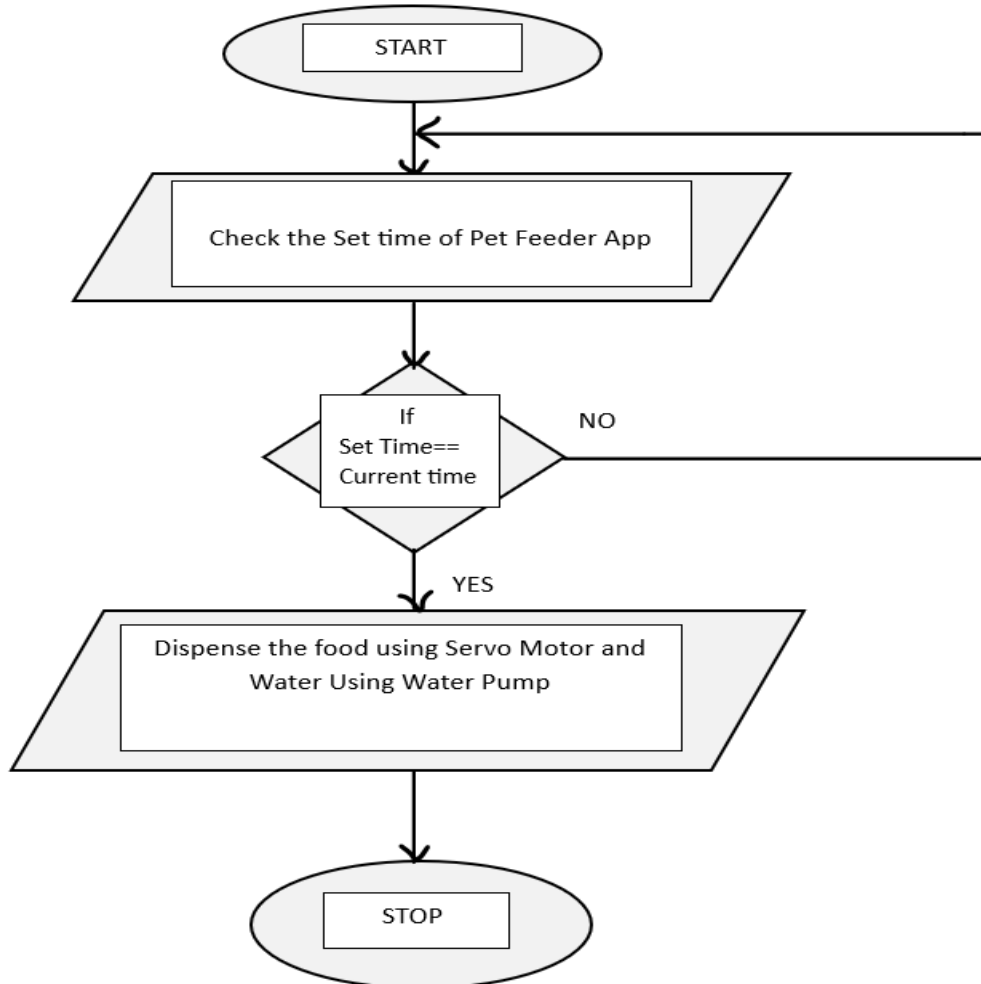 START
Check the Set time of Pet Feeder App
If
Set Time==
Current time
NO
YES
Dispense the food using Servo Motor and
Water Using Water Pump
STOP